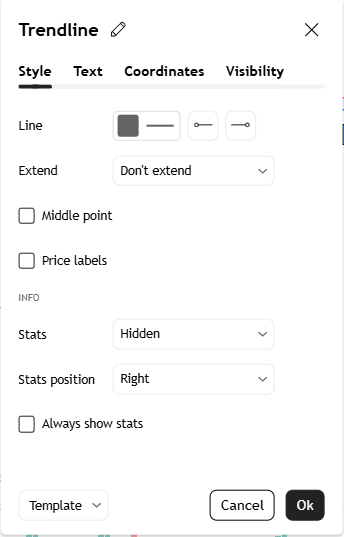 Trendline
Style Text Coordinates Visibility
Line
Extend Don't extend
Middle point
Price labels
INFO
Stats Hidden
Stats position Right
Always show stats
Template Cancel Ok